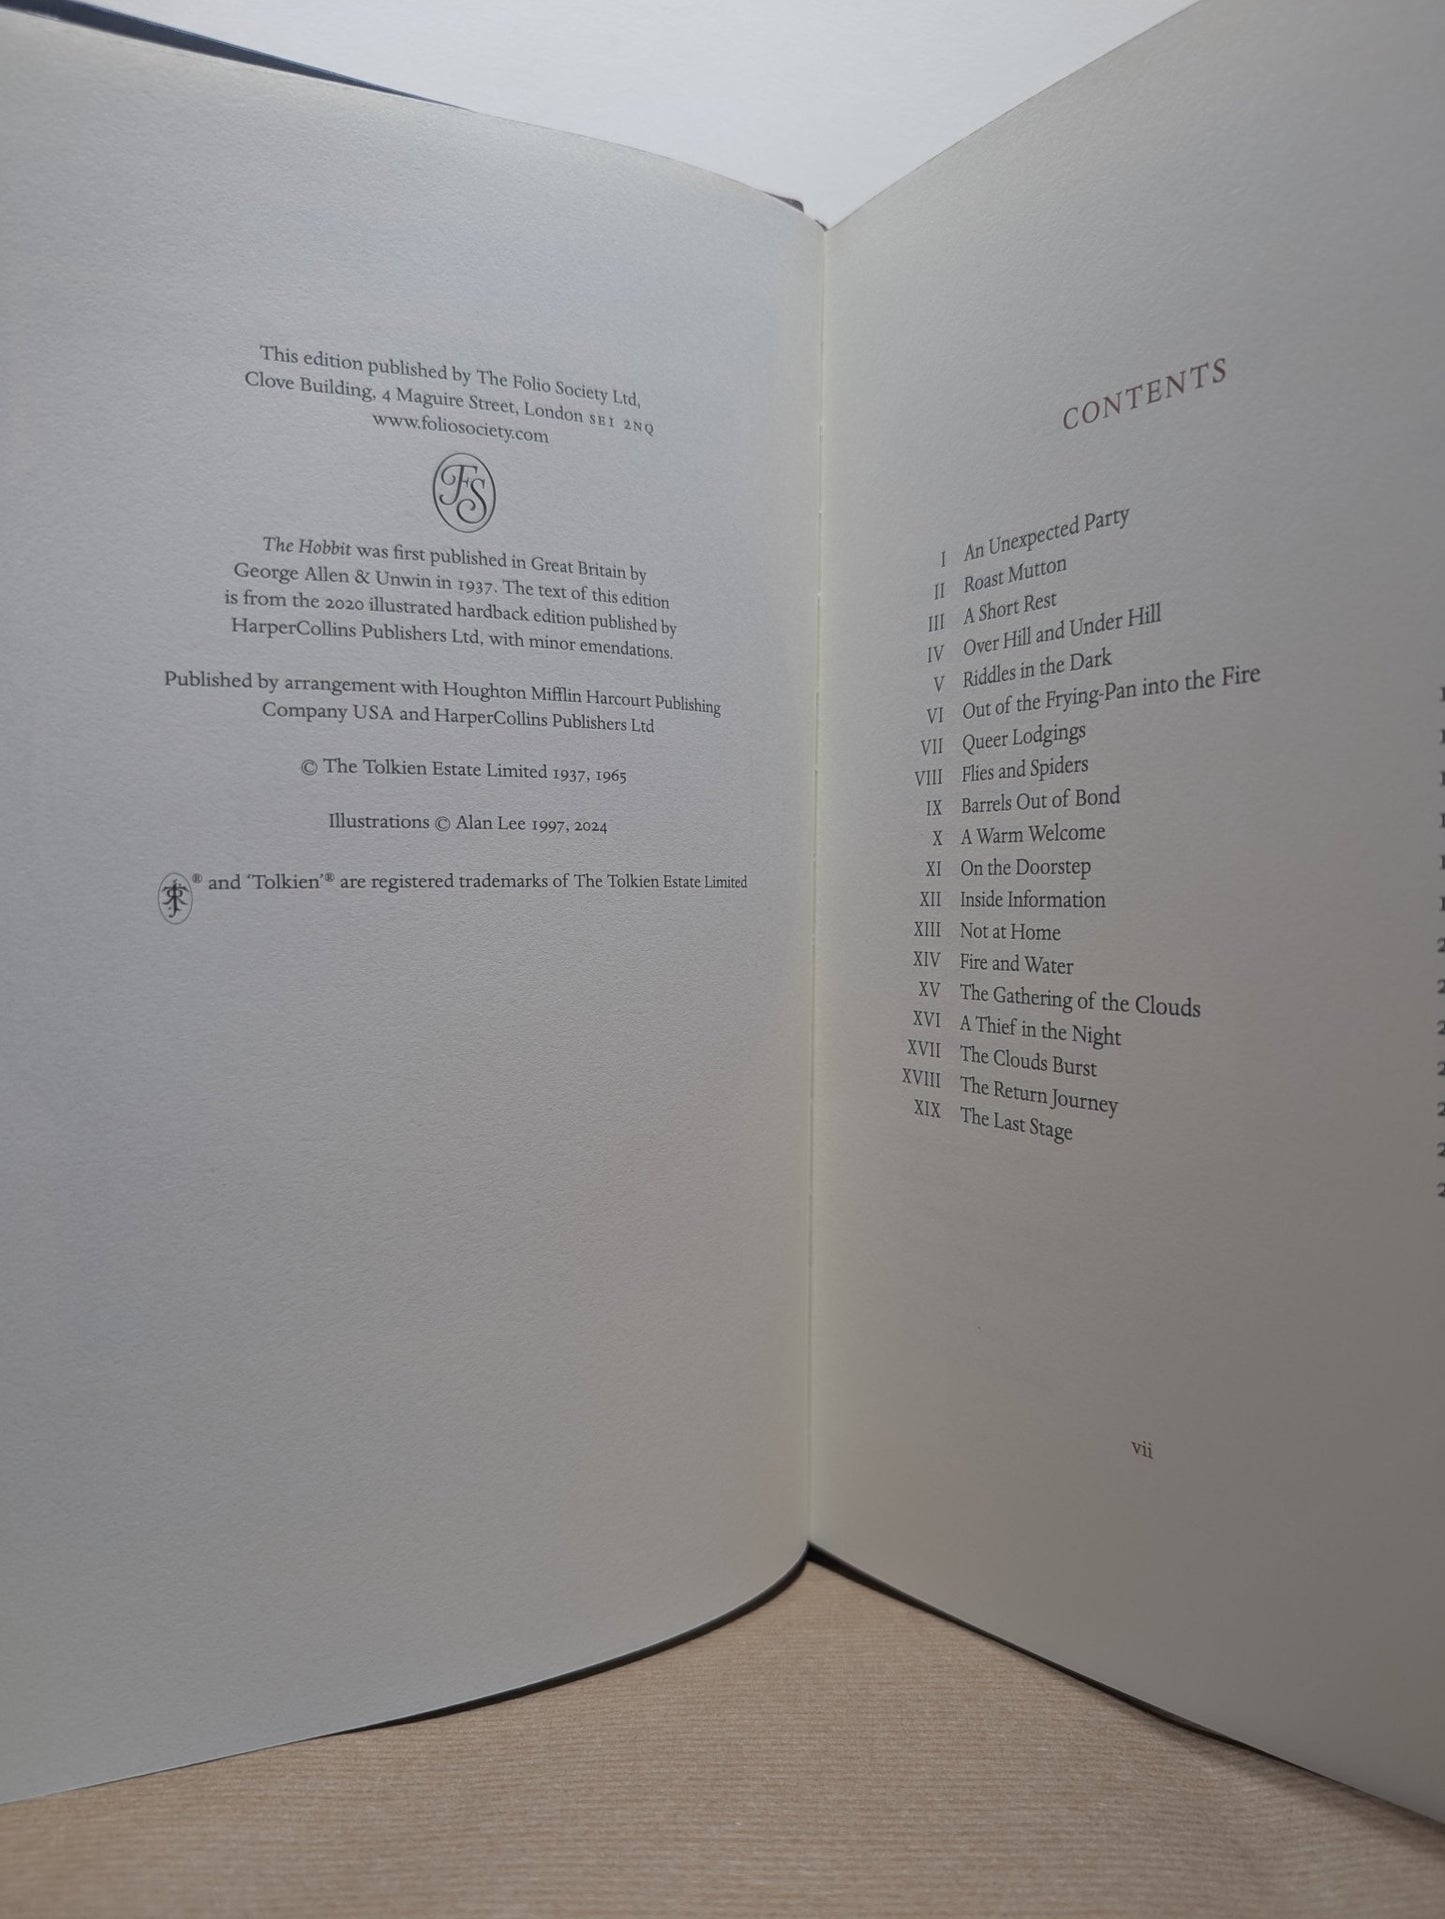 This edition published by The Folio Society Ltd,
Clove Building, 4 Maguire Street, London SE1 2NQ
www.foliosociety.com
FS
The Hobbit was first published in Great Britain by
George Allen & Unwin in 1937. The text of this edition
is from the 2020 illustrated hardback edition published by
HarperCollins Publishers Ltd, with minor emendations.
Published by arrangement with Houghton Mifflin Harcourt Publishing
Company USA and HarperCollins Publishers Ltd
© The Tolkien Estate Limited 1937, 1965
Illustrations © Alan Lee 1997, 2024
® and ‘Tolkien’® are registered trademarks of The Tolkien Estate Limited
CONTENTS
I An Unexpected Party
II Roast Mutton
III A Short Rest
IV Over Hill and Under Hill
V Riddles in the Dark
VI Out of the Frying-Pan into the Fire
VII Queer Lodgings
VIII Flies and Spiders
IX Barrels Out of Bond
X A Warm Welcome
XI On the Doorstep
XII Inside Information
XIII Not at Home
XIV Fire and Water
XV The Gathering of the Clouds
XVI A Thief in the Night
XVII The Clouds Burst
XVIII The Return Journey
XIX The Last Stage
vii